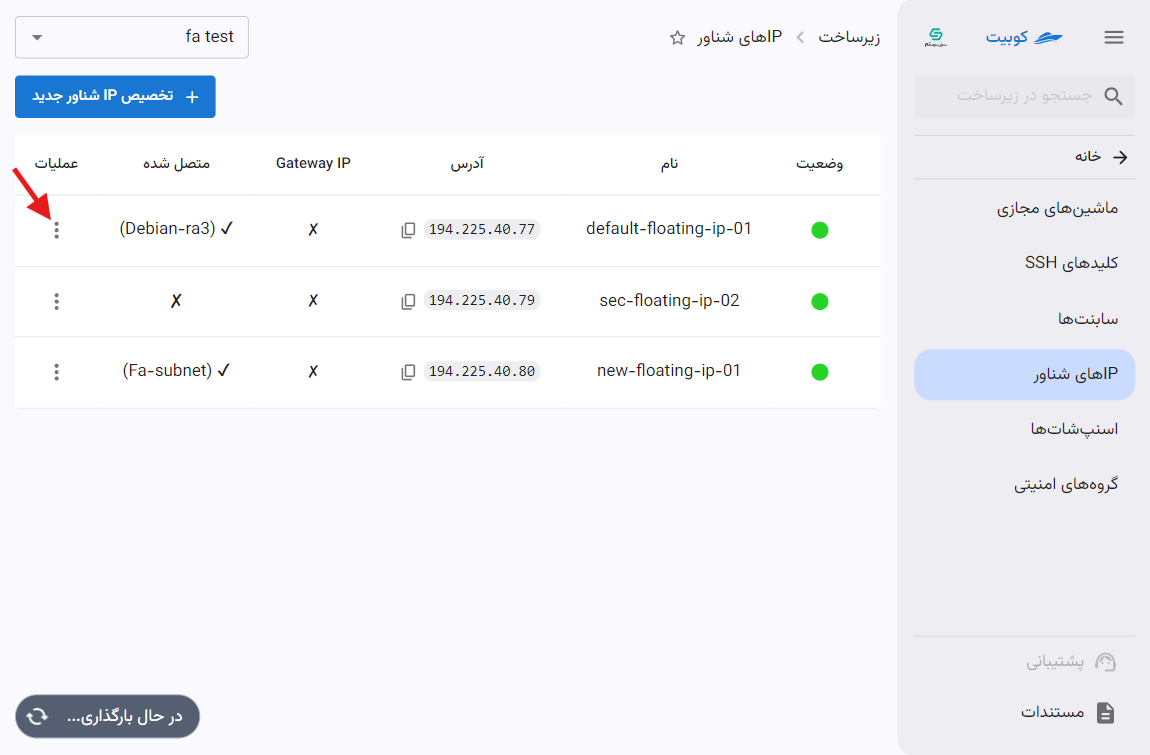 کوبیت
جستجو در زیرساخت
خانه
ماشین‌های مجازی
کلیدهای SSH
سابنت‌ها
IPهای شناور
اسنپ‌شات‌ها
گروه‌های امنیتی
پشتیبانی
مستندات
زیرساخت > IPهای شناور
fa test
تخصیص IP شناور جدید +
وضعیت نام آدرس Gateway IP متصل شده عملیات
default-floating-ip-01 194.225.40.77 ✗ ✓ (Debian-ra3)
sec-floating-ip-02 194.225.40.79 ✗ ✗
new-floating-ip-01 194.225.40.80 ✗ ✓ (Fa-subnet)
در حال بارگذاری...